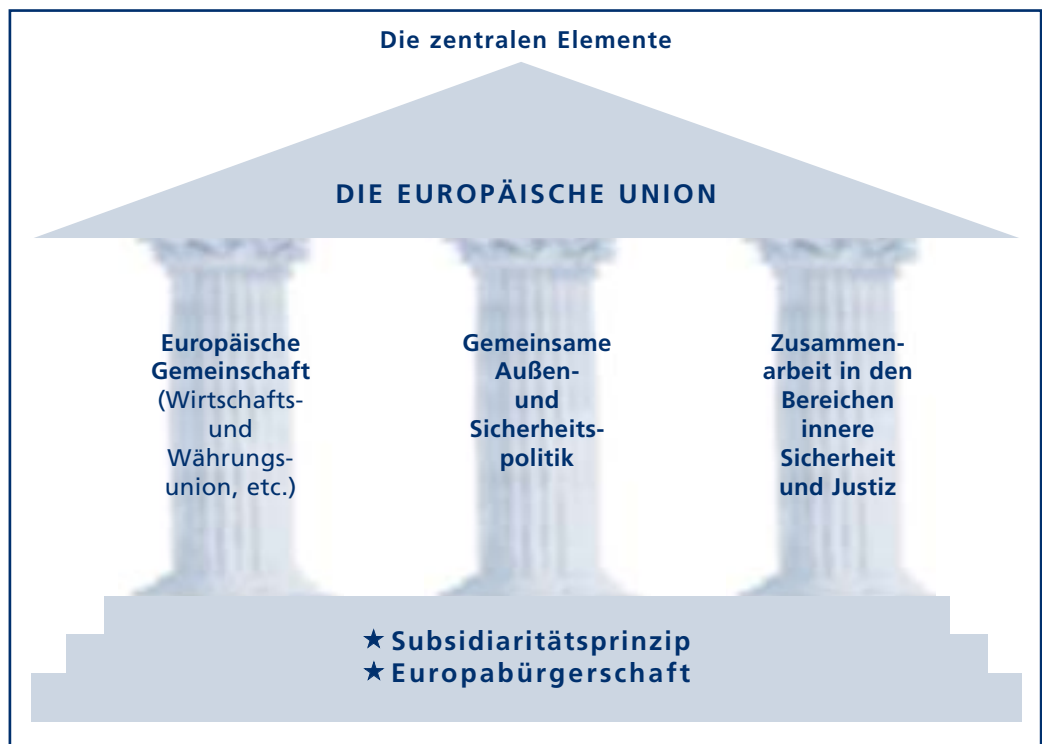 Die zentralen Elemente
DIE EUROPÄISCHE UNION
Europäische
Gemeinschaft
(Wirtschafts-
und
Währungs-
union, etc.)
Gemeinsame
Außen-
und
Sicherheits-
politik
Zusammen-
arbeit in den
Bereichen
innere
Sicherheit
und Justiz
★ Subsidiaritätsprinzip
★ Europabürgerschaft